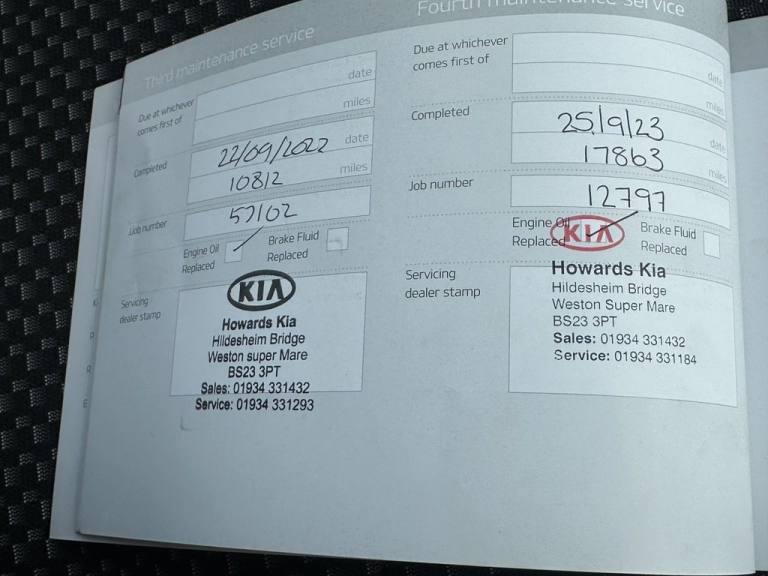 Third maintenance service
Due at whichever
comes first of
date
miles
Completed
22/09/2022 date
10812 miles
Job number
57102
Engine Oil
Replaced
Brake Fluid
Replaced
Servicing
dealer stamp
KIA
Howards Kia
Hildesheim Bridge
Weston super Mare
BS23 3PT
Sales: 01934 331432
Service: 01934 331293
Fourth maintenance service
Due at whichever
comes first of
date
miles
Completed
25/9/23 date
17863 miles
Job number
12797
Engine Oil
Replaced
KIA
Brake Fluid
Replaced
Servicing
dealer stamp
Howards Kia
Hildesheim Bridge
Weston Super Mare
BS23 3PT
Sales: 01934 331432
Service: 01934 331184